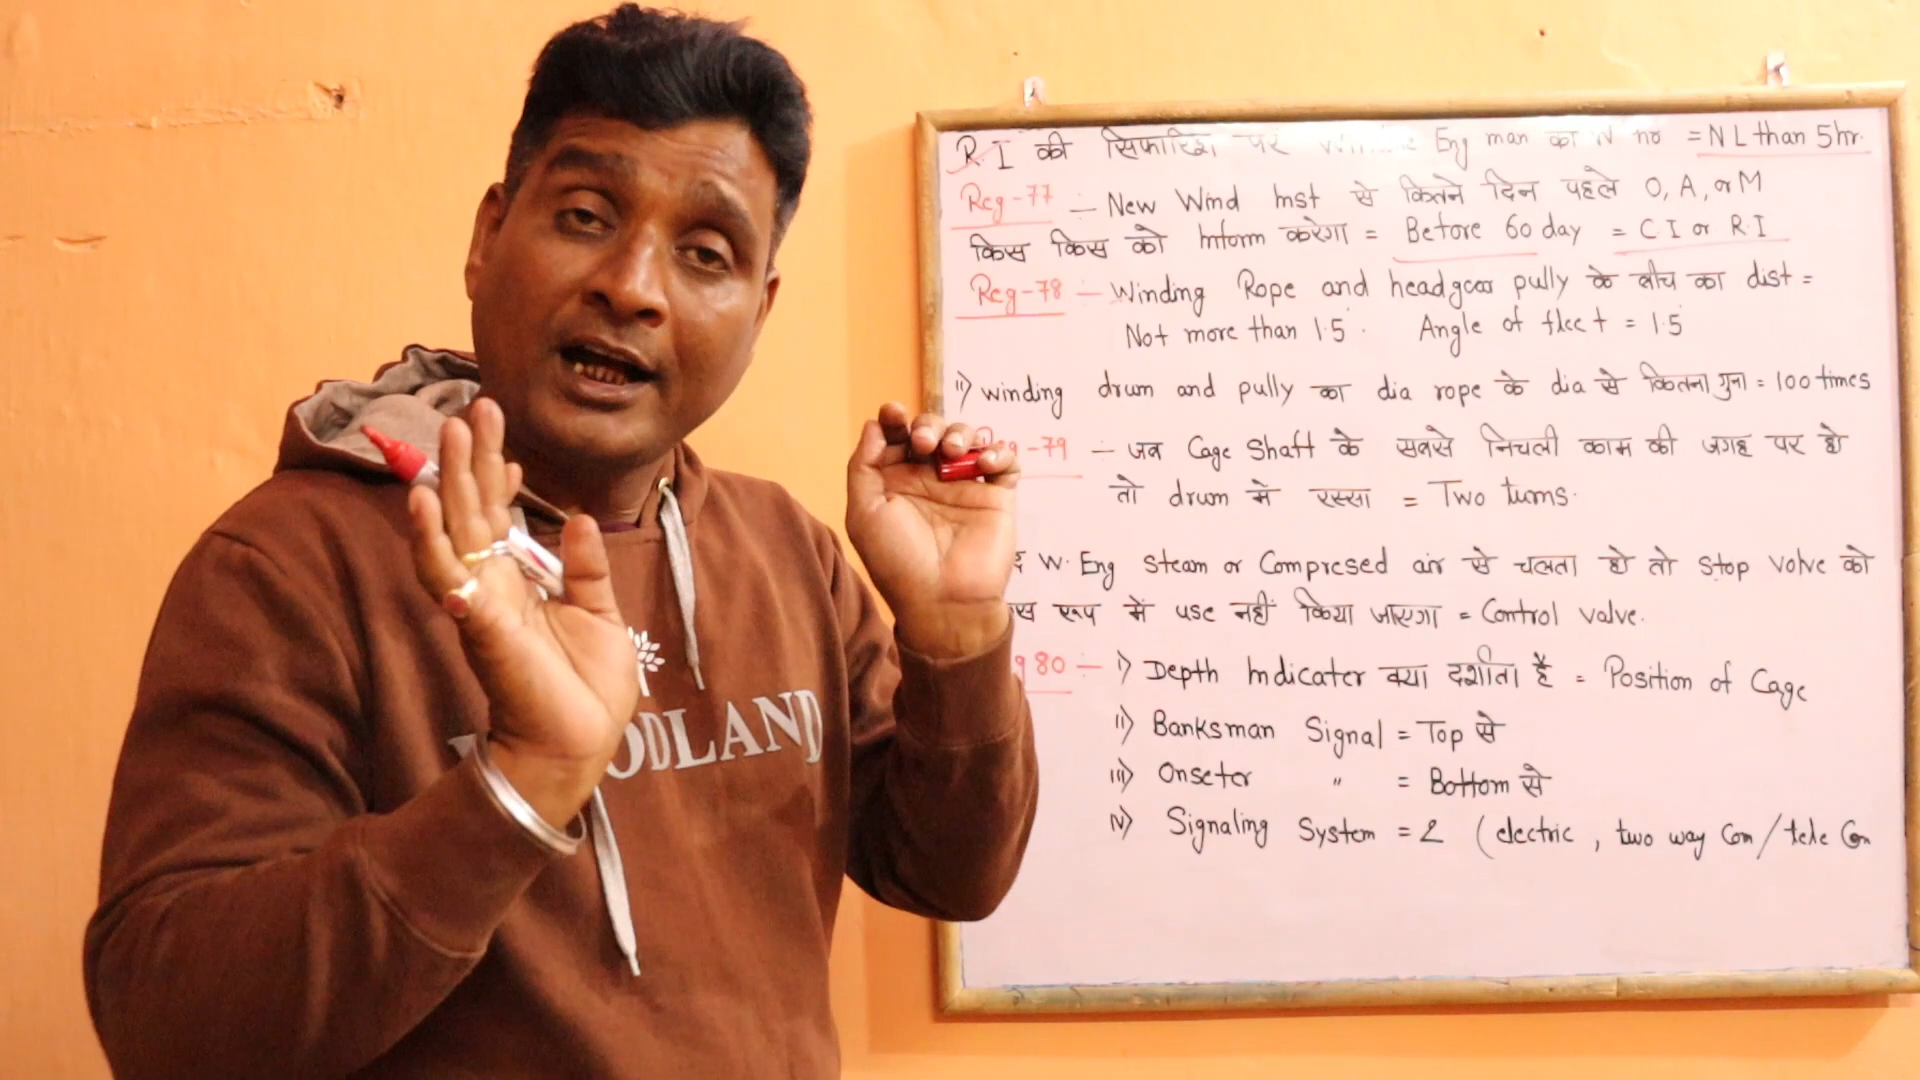 R.I की सिफारिश पर Eng man का no = NL than 5hr.
Reg-77 :- New Wind Inst से कितने दिन पहले O, A, or M
किस किस को Inform करेगा = Before 60 day = C.I or R.I
Reg-78 :- Winding Rope and headgear pully के बीच का dist =
Not more than 1.5° Angle of fleet = 1.5
ii) winding drum and pully का dia rope के dia से कितना गुना = 100 times
-79 :- जब Cage Shaft के सबसे निचली काम की जगह पर हो
तो drum में रस्सा = Two turns.
W. Eng Steam or Compresed air से चलता हो तो Stop Valve को
रूप में use नहीं किया जाएगा = Control valve.
80 :- i) Depth Indicater क्या दर्शाता है = Position of Cage
ii) Banksman Signal = Top से
iii) Onseter " = Bottom से
iv) Signaling System = 2 (electric, two way Com/tele Con
ODLAND